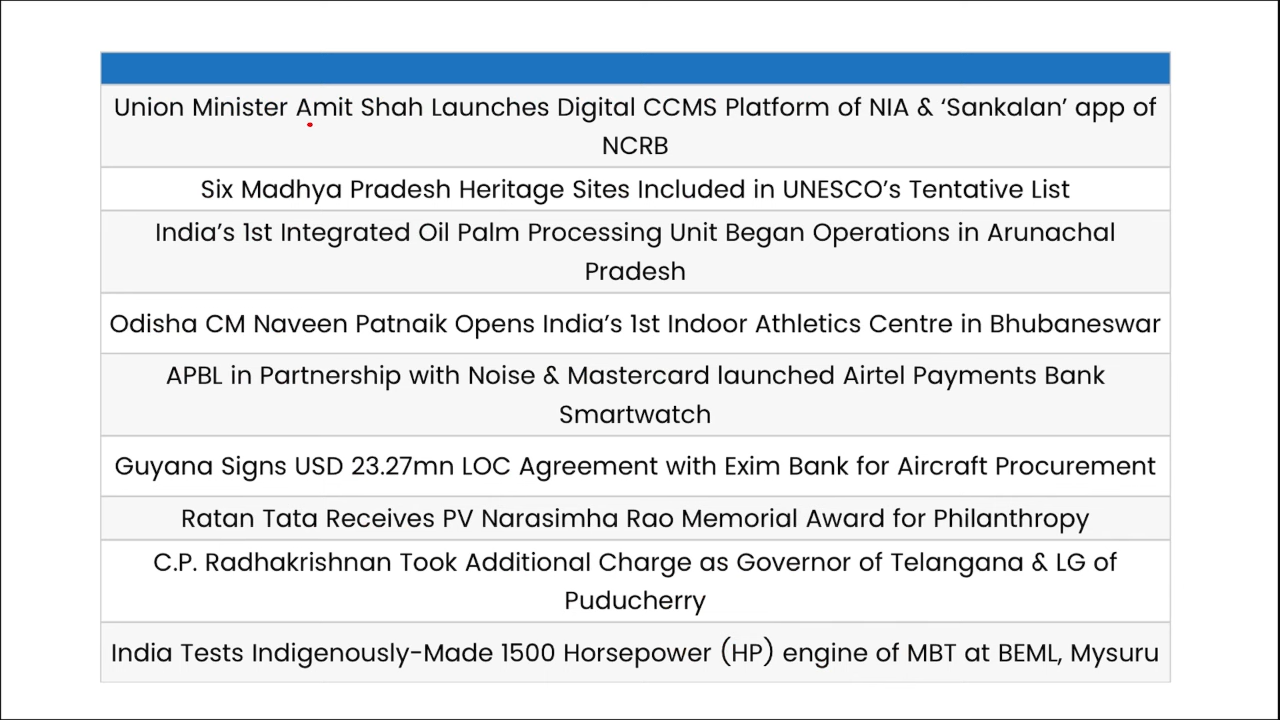 Union Minister Amit Shah Launches Digital CCMS Platform of NIA & ‘Sankalan’ app of
NCRB
Six Madhya Pradesh Heritage Sites Included in UNESCO’s Tentative List
India’s 1st Integrated Oil Palm Processing Unit Began Operations in Arunachal
Pradesh
Odisha CM Naveen Patnaik Opens India’s 1st Indoor Athletics Centre in Bhubaneswar
APBL in Partnership with Noise & Mastercard launched Airtel Payments Bank
Smartwatch
Guyana Signs USD 23.27mn LOC Agreement with Exim Bank for Aircraft Procurement
Ratan Tata Receives PV Narasimha Rao Memorial Award for Philanthropy
C.P. Radhakrishnan Took Additional Charge as Governor of Telangana & LG of
Puducherry
India Tests Indigenously-Made 1500 Horsepower (HP) engine of MBT at BEML, Mysuru